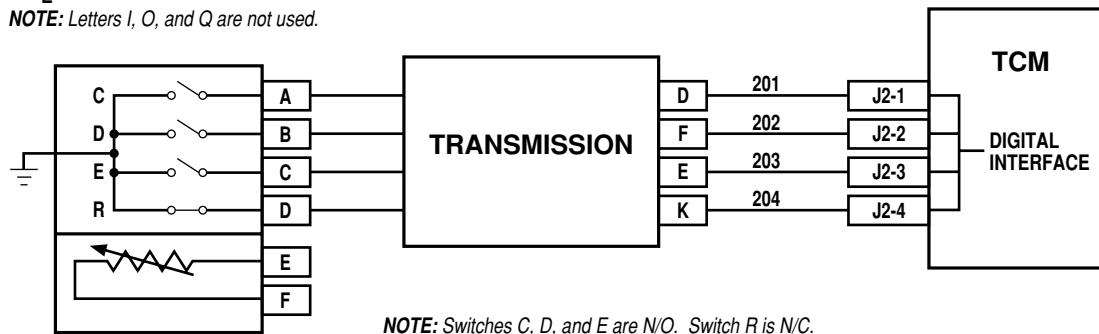 NOTE: Letters I, O, and Q are not used.
C
D
E
R
A
B
C
D
E
F
TRANSMISSION
D
F
E
K
201
202
203
204
J2-1
J2-2
J2-3
J2-4
TCM
DIGITAL
INTERFACE
NOTE: Switches C, D, and E are N/O. Switch R is N/C.